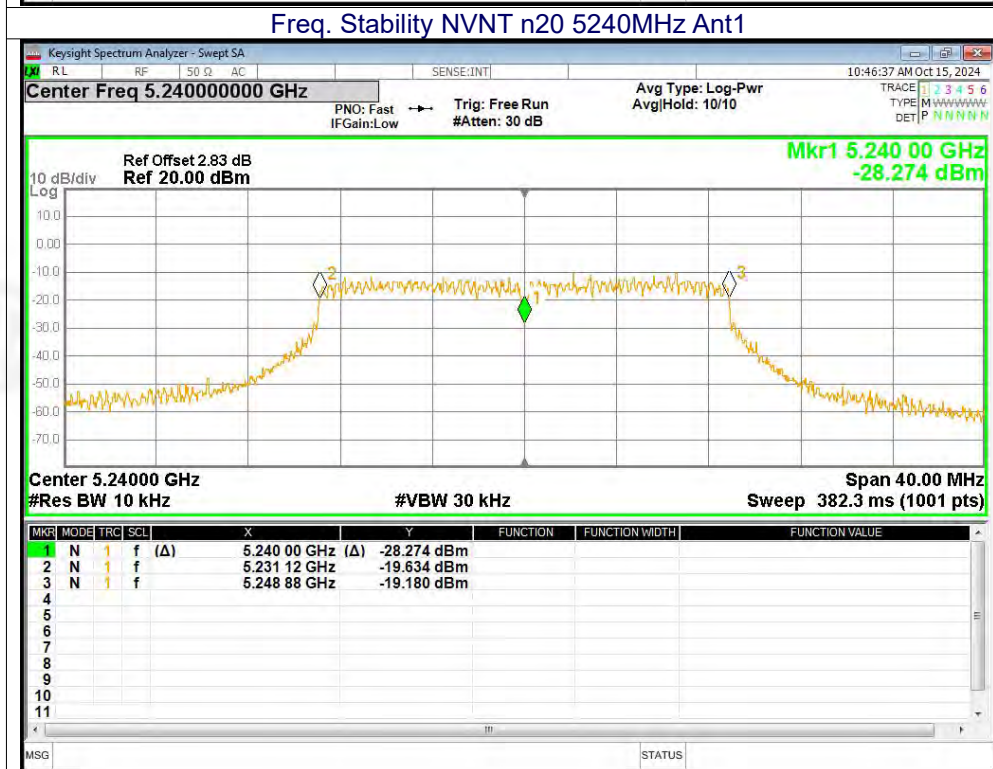 Freq. Stability NVNT n20 5240MHz Ant1
Keysight Spectrum Analyzer - Swept SA
LXI RL RF 50 Ω AC SENSE:INT 10:46:37 AM Oct 15, 2024
Center Freq 5.240000000 GHz Avg Type: Log-Pwr TRACE 1 2 3 4 5 6
PNO: Fast Trig: Free Run Avg|Hold: 10/10 TYPE M WWWWW
IFGain:Low #Atten: 30 dB DET P N N N N N
Mkr1 5.240 00 GHz
Ref Offset 2.83 dB
10 dB/div Ref 20.00 dBm -28.274 dBm
Log
10.0
0.00
-10.0
2 3
-20.0
1
-30.0
-40.0
-50.0
-60.0
-70.0
Center 5.24000 GHz Span 40.00 MHz
#Res BW 10 kHz #VBW 30 kHz Sweep 382.3 ms (1001 pts)
MKR MODE TRC SCL X Y FUNCTION FUNCTION WIDTH FUNCTION VALUE
1 N 1 f (Δ) 5.240 00 GHz (Δ) -28.274 dBm
2 N 1 f 5.231 12 GHz -19.634 dBm
3 N 1 f 5.248 88 GHz -19.180 dBm
4
5
6
7
8
9
10
11
MSG STATUS